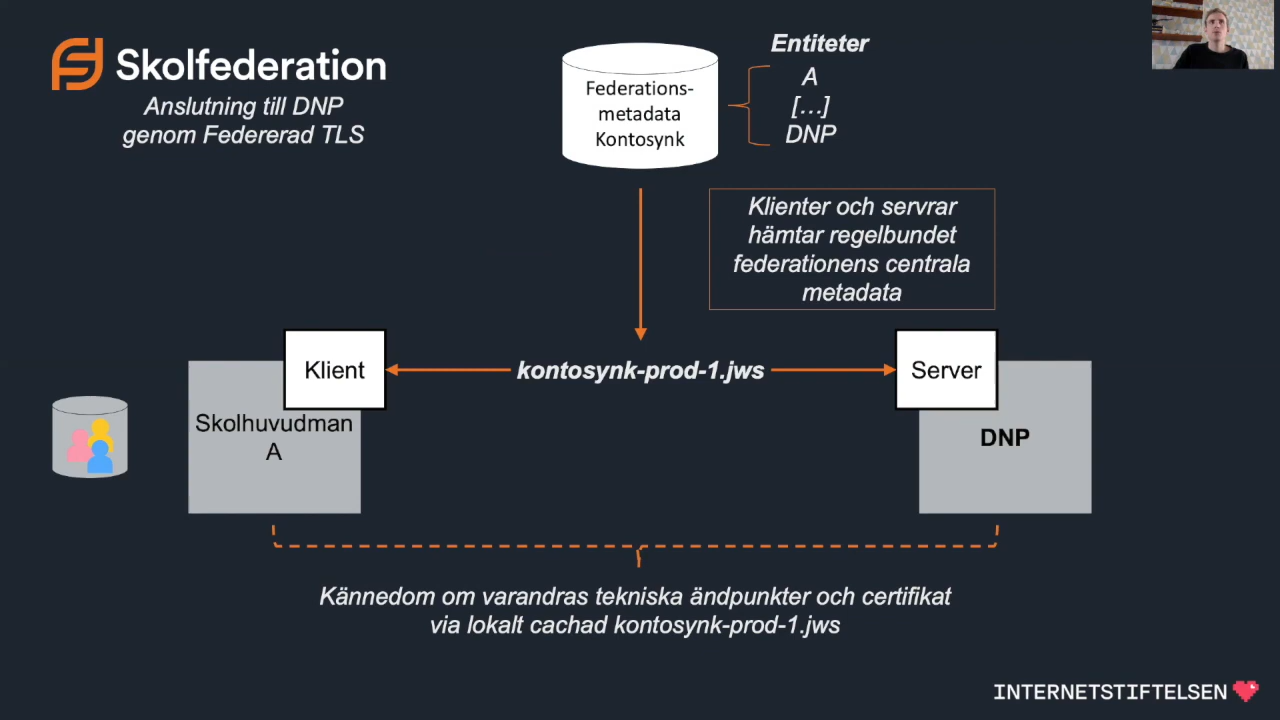 Skolfederation
Anslutning till DNP
genom Federerad TLS
Federations-
metadata
Kontosynk
Entiteter
A
[...]
DNP
Klienter och servrar
hämtar regelbundet
federationens centrala
metadata
Klient
kontosynk-prod-1.jws
Server
Skolhuvudman
A
DNP
Kännedom om varandras tekniska ändpunkter och certifikat
via lokalt cachad kontosynk-prod-1.jws
INTERNETSTIFTELSEN